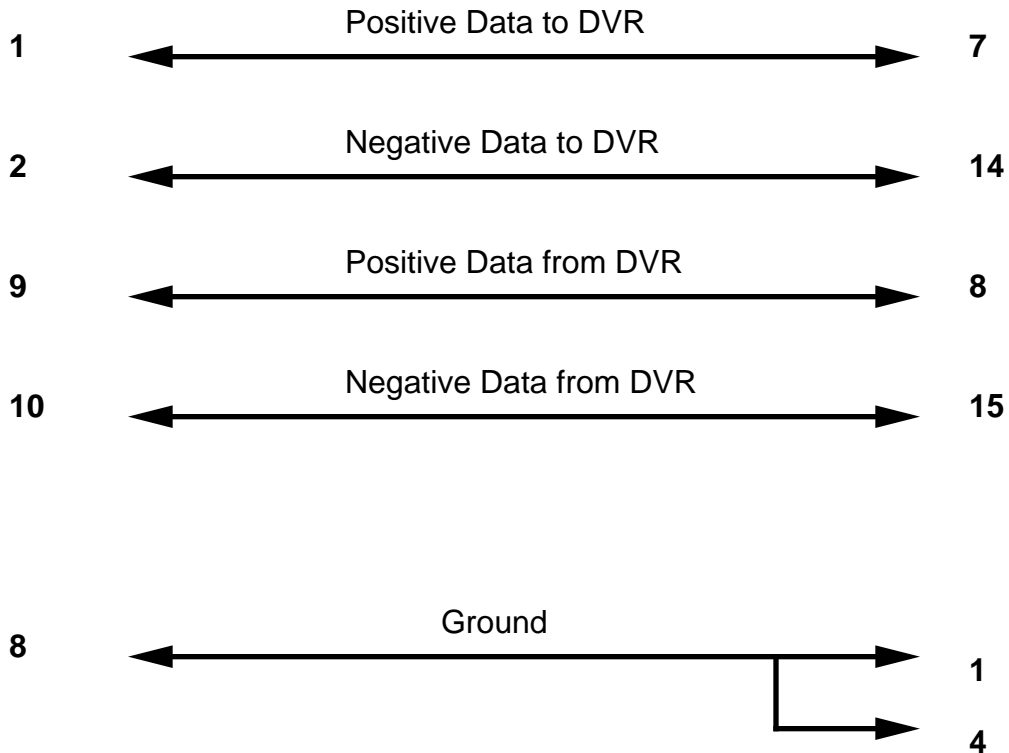 Positive Data to DVR
1 7
Negative Data to DVR
2 14
Positive Data from DVR
9 8
Negative Data from DVR
10 15
Ground
8 1
4